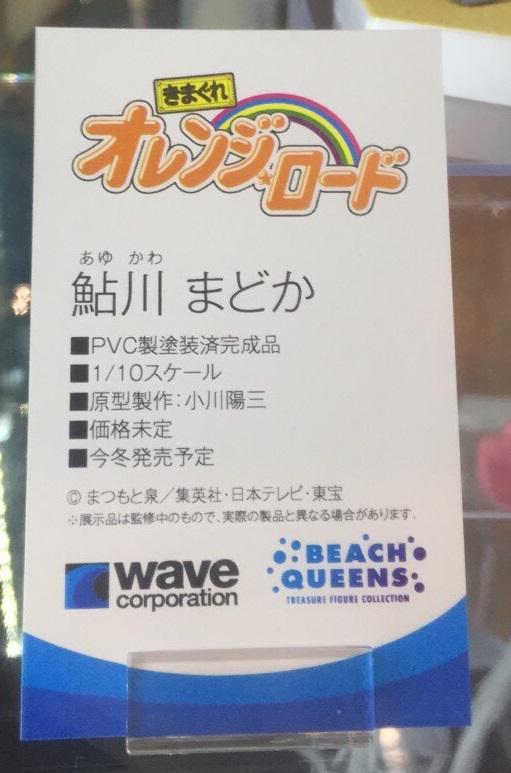 きまぐれ
オレンジ☆ロード
あゆ かわ
鮎川 まどか
■PVC製塗装済完成品
■1/10スケール
■原型製作:小川陽三
■価格未定
■今冬発売予定
© まつもと泉／集英社・日本テレビ・東宝
※展示品は監修中のもので、実際の製品と異なる場合があります。
wave
corporation
BEACH
QUEENS
TREASURE FIGURE COLLECTION